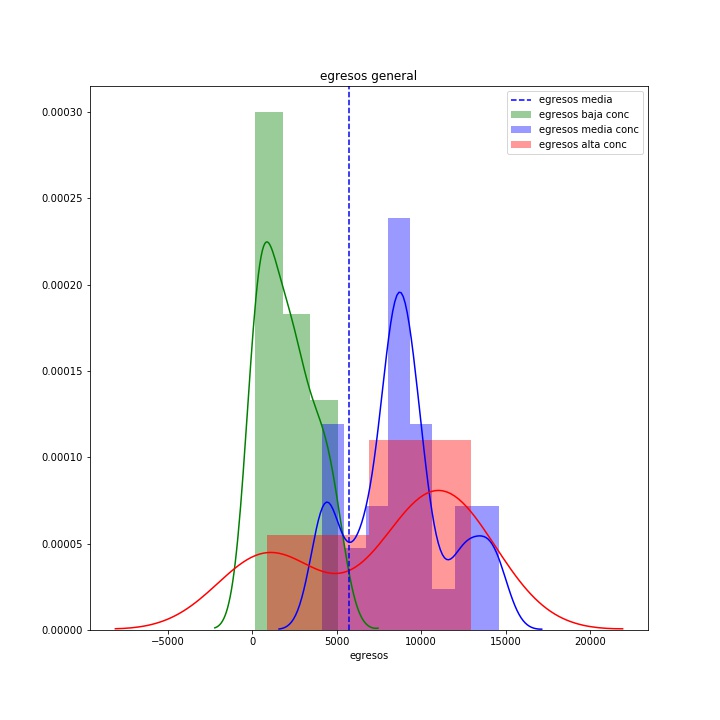 egresos general
egresos media
egresos baja conc
egresos media conc
egresos alta conc
0.00030
0.00025
0.00020
0.00015
0.00010
0.00005
0.00000
−5000 0 5000 10000 15000 20000
egresos